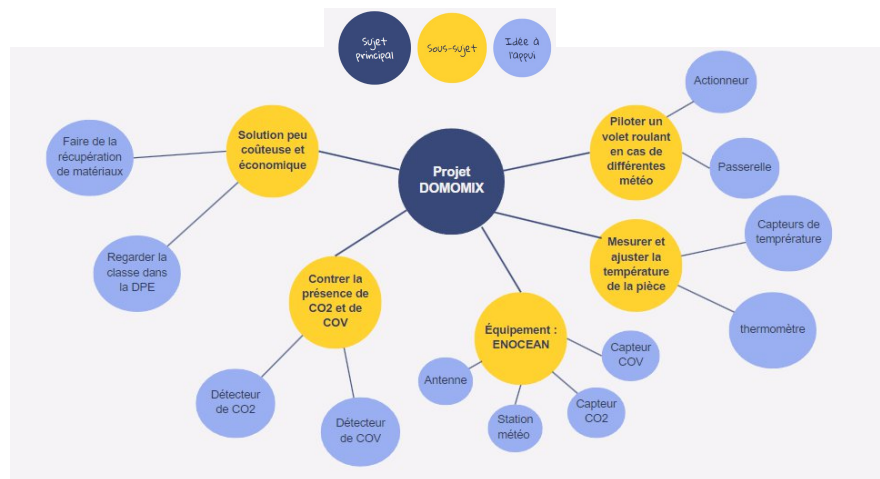 Sujet
principal
Sous-sujet
Idée à
l'appui
Actionneur
Solution peu
coûteuse et
économique
Piloter un
volet roulant
en cas de
différentes
météo
Faire de la
récupération
de matériaux
Projet
DOMOMIX
Passerelle
Capteurs de
temprérature
Mesurer et
ajuster la
température
de la pièce
Regarder la
classe dans
la DPE
Contrer la
présence de
CO2 et de
COV
Équipement :
ENOCEAN
thermomètre
Capteur
COV
Antenne
Détecteur
de CO2
Capteur
CO2
Station
météo
Détecteur
de COV